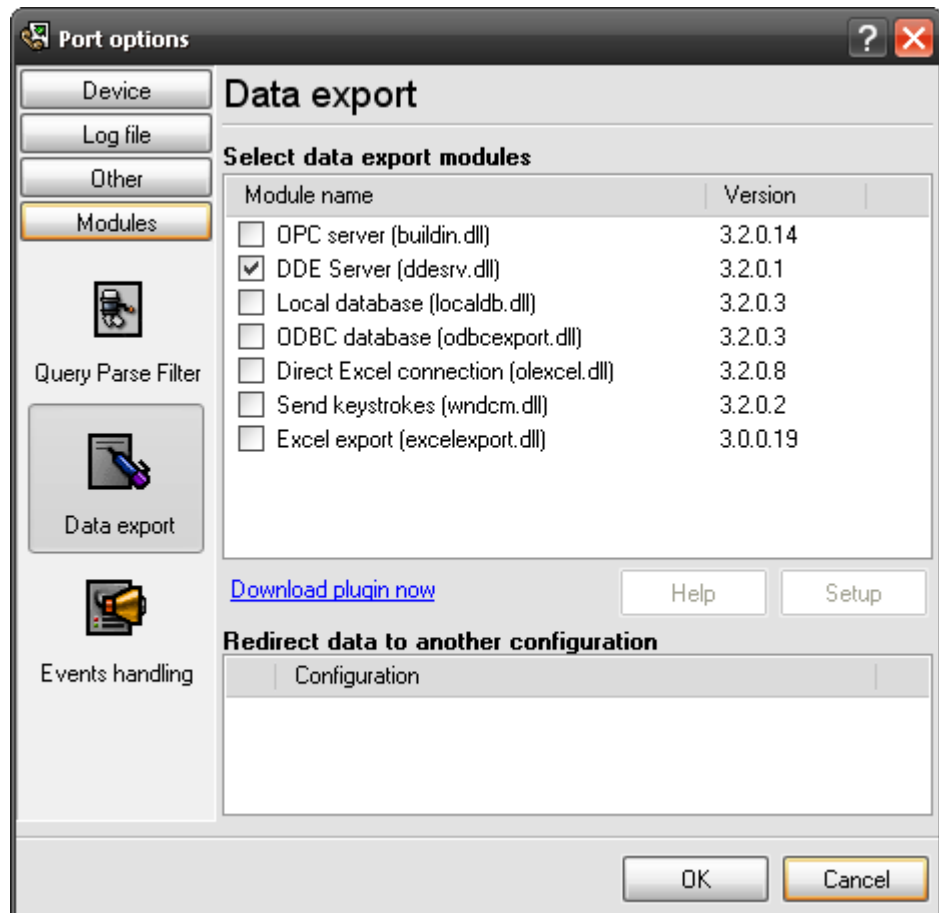 Port options
Device
Log file
Other
Modules
Query Parse Filter
Data export
Events handling
Data export
Select data export modules
Module name Version
OPC server (buildin.dll) 3.2.0.14
DDE Server (ddesrv.dll) 3.2.0.1
Local database (localdb.dll) 3.2.0.3
ODBC database (odbcexport.dll) 3.2.0.3
Direct Excel connection (olexcel.dll) 3.2.0.8
Send keystrokes (wndcm.dll) 3.2.0.2
Excel export (excelexport.dll) 3.0.0.19
Download plugin now Help Setup
Redirect data to another configuration
Configuration
OK Cancel